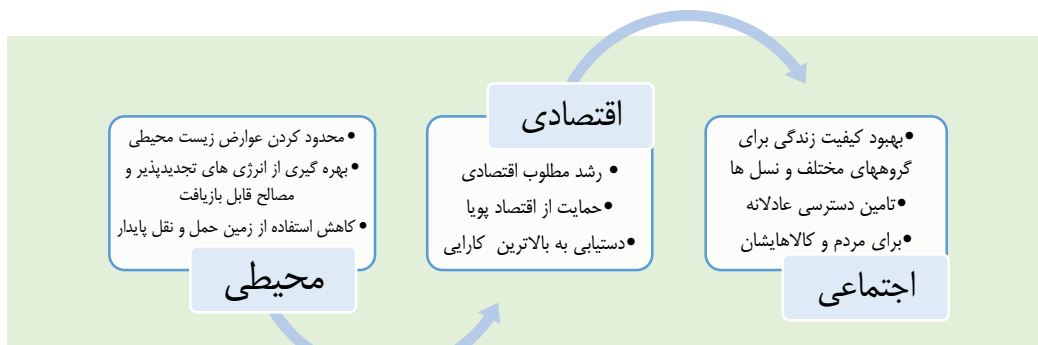 بهبود کیفیت زندگی برای
گروههای مختلف و نسل ها
تامین دسترسی عادلانه
برای مردم و کالاهایشان
اجتماعی
اقتصادی
رشد مطلوب اقتصادی
حمایت از اقتصاد پویا
دستیابی به بالاترین کارایی
محدود کردن عوارض زیست محیطی
بهره گیری از انرژی های تجدیدپذیر و
مصالح قابل بازیافت
کاهش استفاده از زمین حمل و نقل پایدار
محیطی